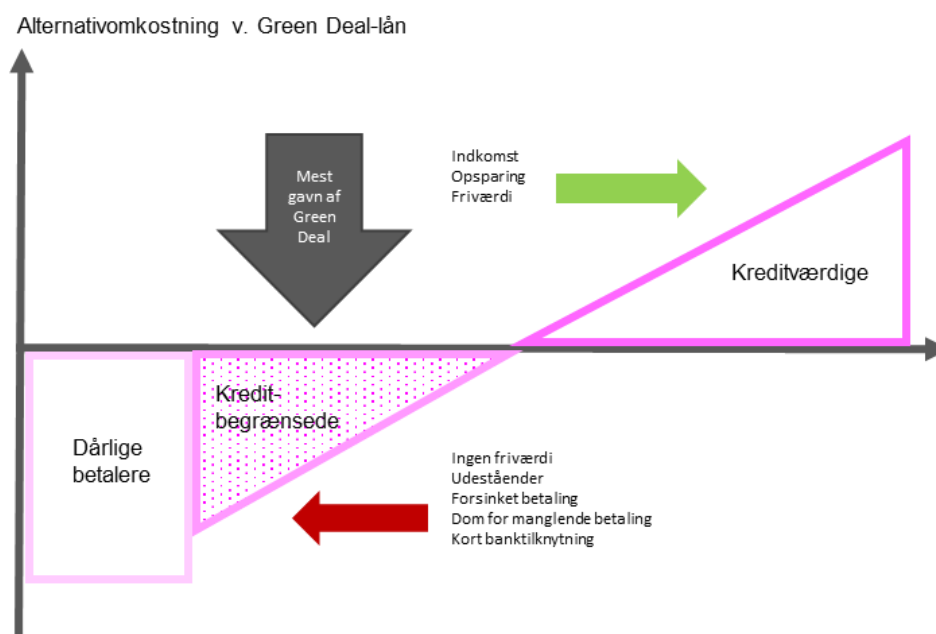 Alternativomkostning v. Green Deal-lån
Mest
gavn af
Green
Deal
Indkomst
Opsparing
Friværdi
Kreditværdige
Kredit-
begrænsede
Dårlige
betalere
Ingen friværdi
Udeståender
Forsinket betaling
Dom for manglende betaling
Kort banktilknytning